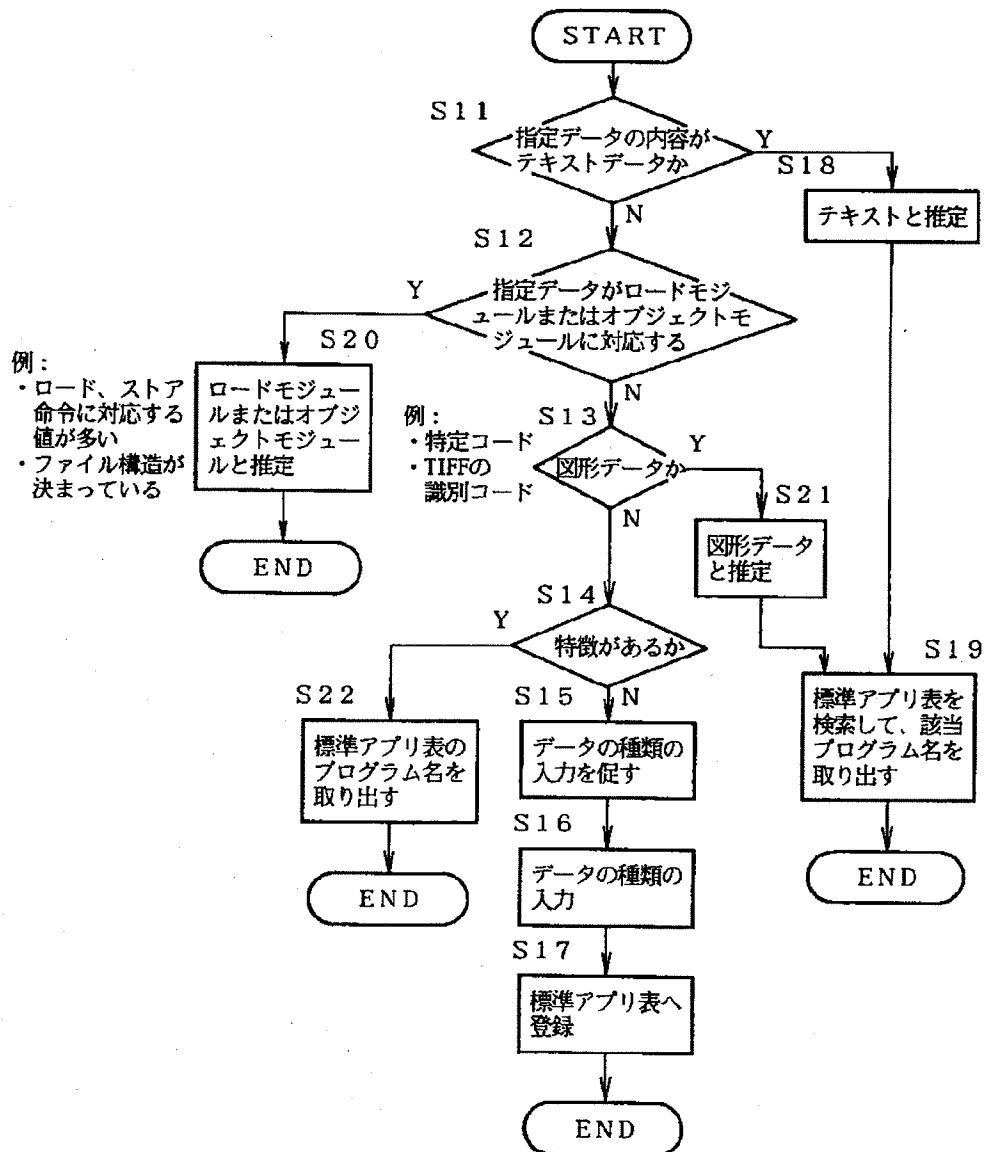 START
S11
指定データの内容が
テキストデータか
Y
S18
テキストと推定
N
S12
指定データがロードモジ
ュールまたはオブジェクトモ
ジュールに対応する
Y
S20
例：
・ロード、ストア
命令に対応する
値が多い
・ファイル構造が
決まっている
ロードモジュー
ルまたはオブジ
ェクトモジュー
ルと推定
END
N
S13
例：
・特定コード
・TIFFの
識別コード
図形データか
Y
S21
図形データ
と推定
N
S14
特徴があるか
Y
S22
標準アプリ表の
プログラム名を
取り出す
END
N
S15
データの種類の
入力を促す
S16
データの種類の
入力
S17
標準アプリ表へ
登録
END
S19
標準アプリ表を
検索して、該当
プログラム名を
取り出す
END